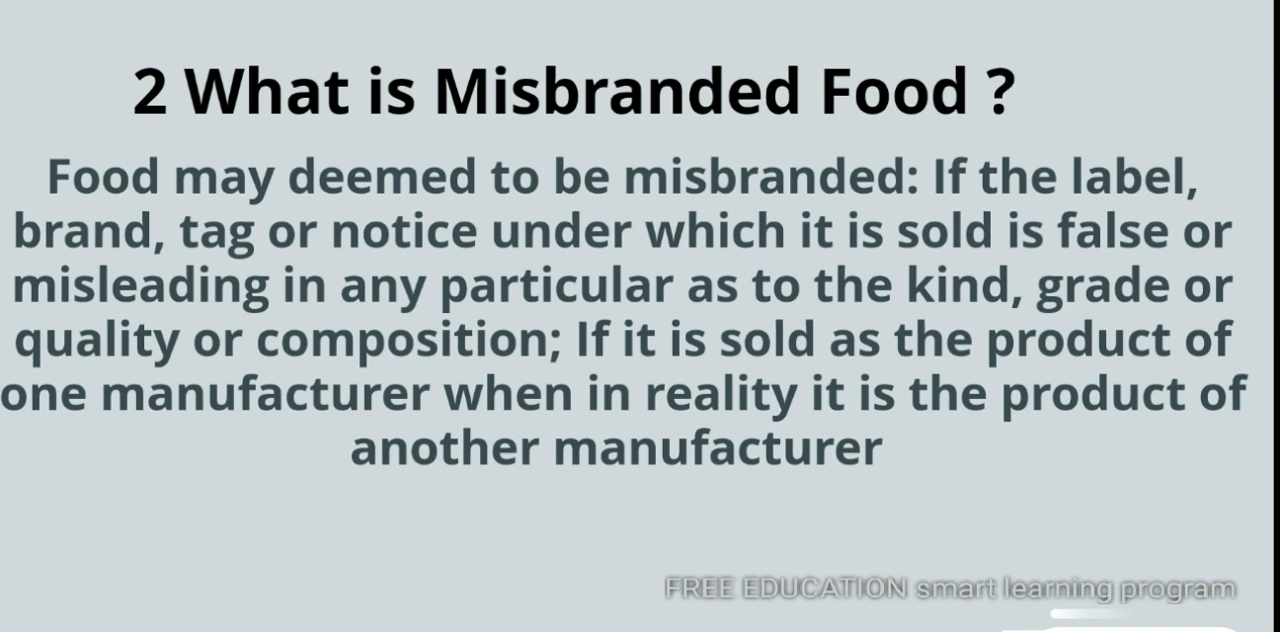 2 What is Misbranded Food ?
Food may deemed to be misbranded: If the label,
brand, tag or notice under which it is sold is false or
misleading in any particular as to the kind, grade or
quality or composition; If it is sold as the product of
one manufacturer when in reality it is the product of
another manufacturer
FREE EDUCATION smart learning program